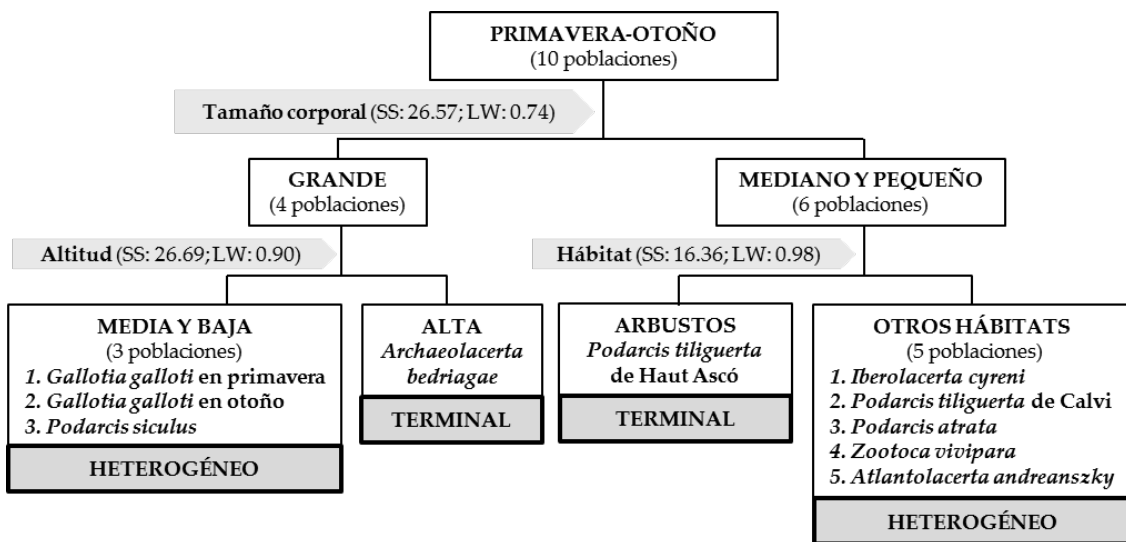 PRIMAVERA-OTOÑO
(10 poblaciones)
Tamaño corporal (SS: 26.57; LW: 0.74)
GRANDE
(4 poblaciones)
MEDIANO Y PEQUEÑO
(6 poblaciones)
Altitud (SS: 26.69; LW: 0.90)
Hábitat (SS: 16.36; LW: 0.98)
MEDIA Y BAJA
(3 poblaciones)
1. Gallotia galloti en primavera
2. Gallotia galloti en otoño
3. Podarcis siculus
HETEROGÉNEO
ALTA
Archaeolacerta
bedriagae
TERMINAL
ARBUSTOS
Podarcis tiliguerta
de Haut Ascó
TERMINAL
OTROS HÁBITATS
(5 poblaciones)
1. Iberolacerta cyreni
2. Podarcis tiliguerta de Calvi
3. Podarcis atrata
4. Zootoca vivipara
5. Atlantolacerta andreanszky
HETEROGÉNEO